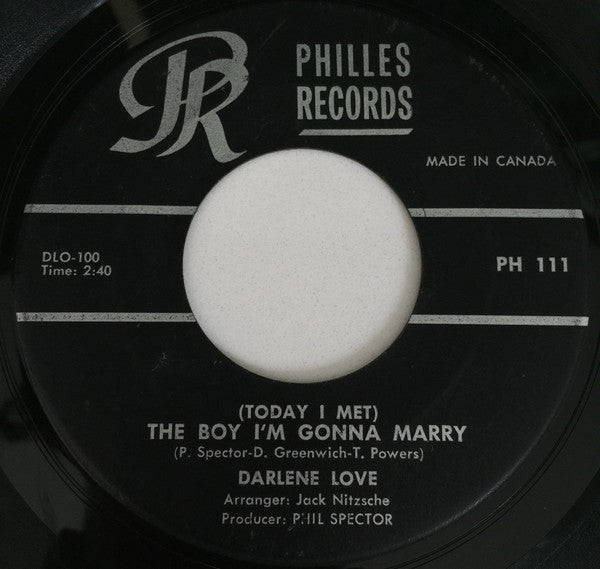 PR
PHILLES
RECORDS
MADE IN CANADA
DLO-100
Time: 2:40
PH 111
(TODAY I MET)
THE BOY I'M GONNA MARRY
(P. Spector-D. Greenwich-T. Powers)
DARLENE LOVE
Arranger: Jack Nitzsche
Producer: PHIL SPECTOR